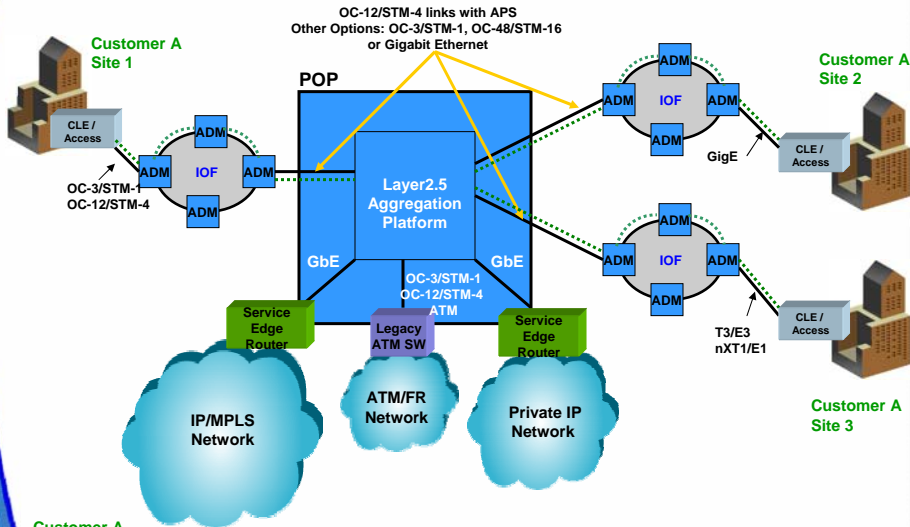 OC-12/STM-4 links with APS
Other Options: OC-3/STM-1, OC-48/STM-16
or Gigabit Ethernet
Customer A
Site 1
CLE /
Access
OC-3/STM-1
OC-12/STM-4
ADM
ADM
IOF
ADM
ADM
POP
Layer2.5
Aggregation
Platform
GbE
GbE
OC-3/STM-1
OC-12/STM-4
ATM
ADM
ADM
IOF
ADM
ADM
GigE
CLE /
Access
Customer A
Site 2
ADM
ADM
IOF
ADM
ADM
T3/E3
nXT1/E1
CLE /
Access
Customer A
Site 3
Service
Edge
Router
Legacy
ATM SW
Service
Edge
Router
IP/MPLS
Network
ATM/FR
Network
Private IP
Network
Customer A